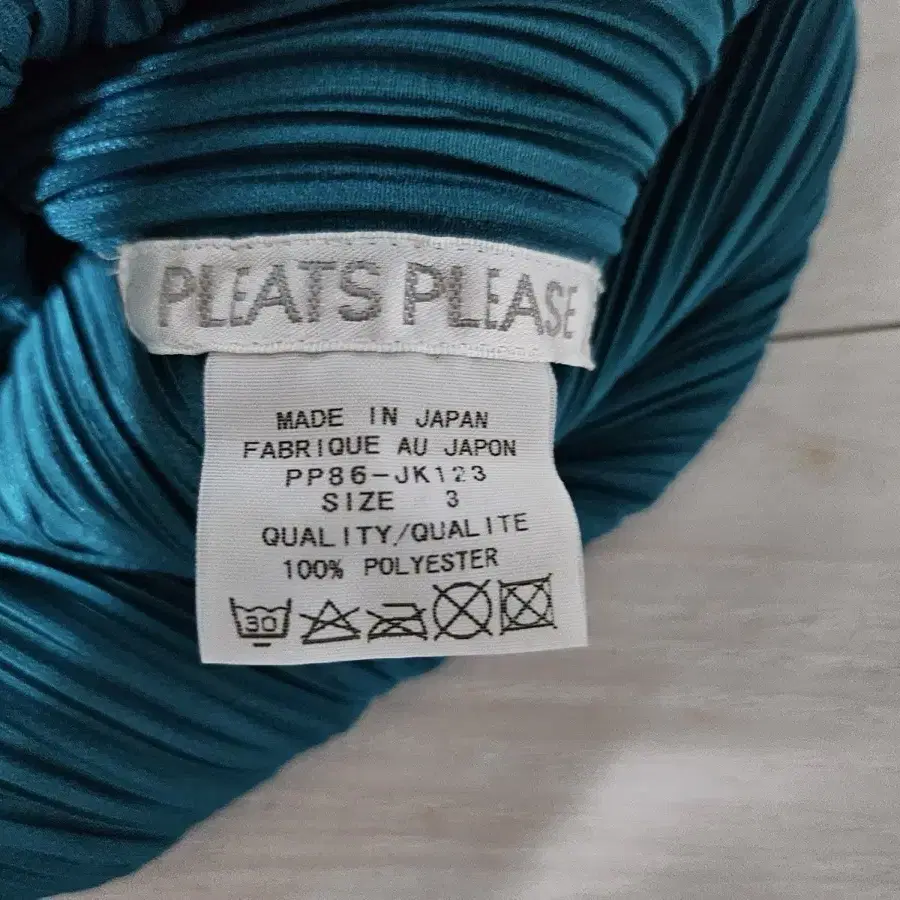 PLEATS PLEASE
MADE IN JAPAN
FABRIQUE AU JAPON
PP86-JK123
SIZE 3
QUALITY/QUALITE
100% POLYESTER
30